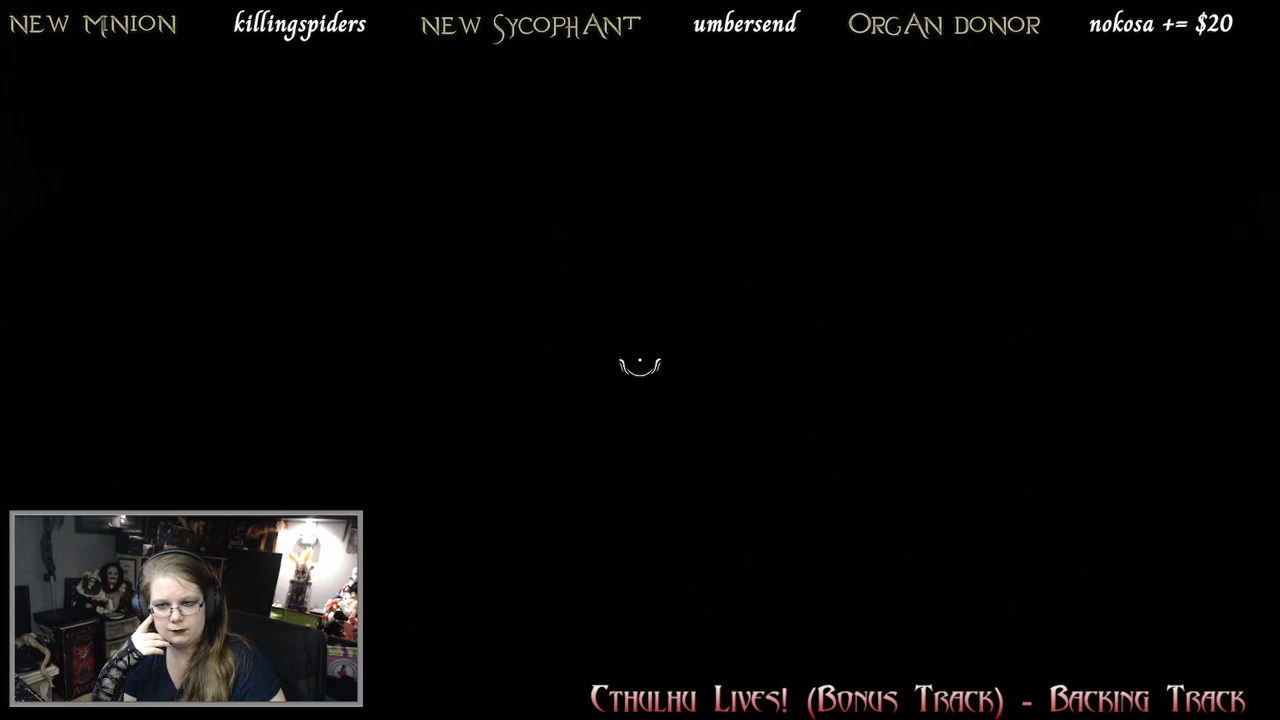 NEW MINION killingspiders NEW SYCOPHANT umbersend ORGAN DONOR nokosa += $20
CTHULHU LIVES! (BONUS TRACK) - BACKING TRACK